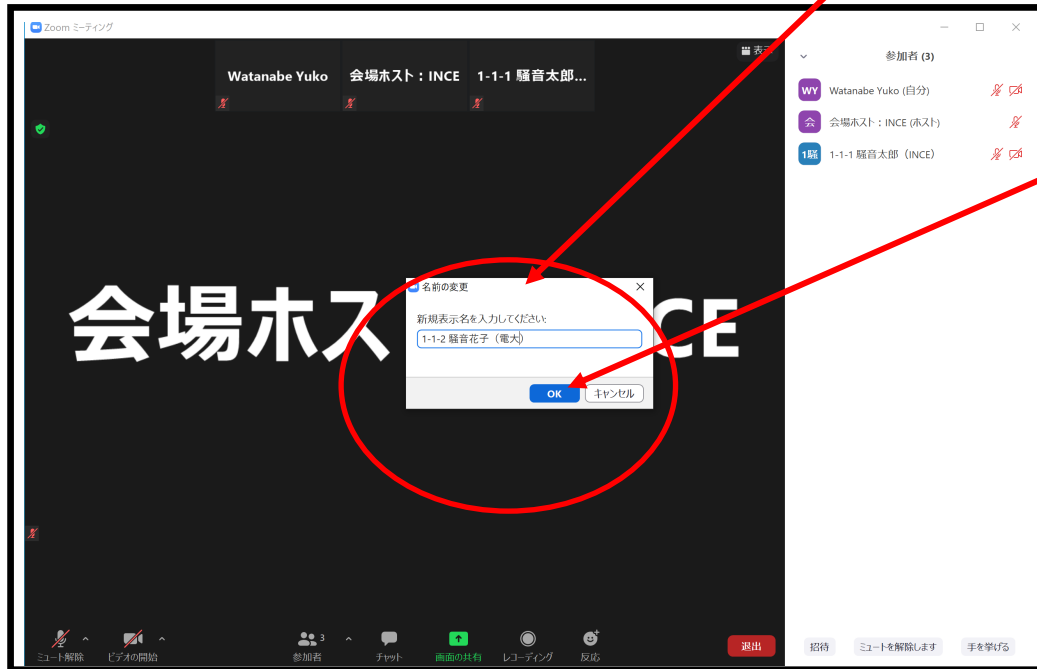 Zoom ミーティング
Watanabe Yuko
会場ホスト：INCE
1-1-1 騒音太郎...
表示
参加者 (3)
WY Watanabe Yuko (自分)
会 会場ホスト：INCE (ホスト)
1騒 1-1-1 騒音太郎（INCE）
会場ホス CE
名前の変更
新規表示名を入力してください:
1-1-2 騒音花子（電大）
OK キャンセル
ミュート解除 ビデオの開始 参加者 3 チャット 画面の共有 レコーディング 反応 退出
招待 ミュートを解除します 手を挙げる